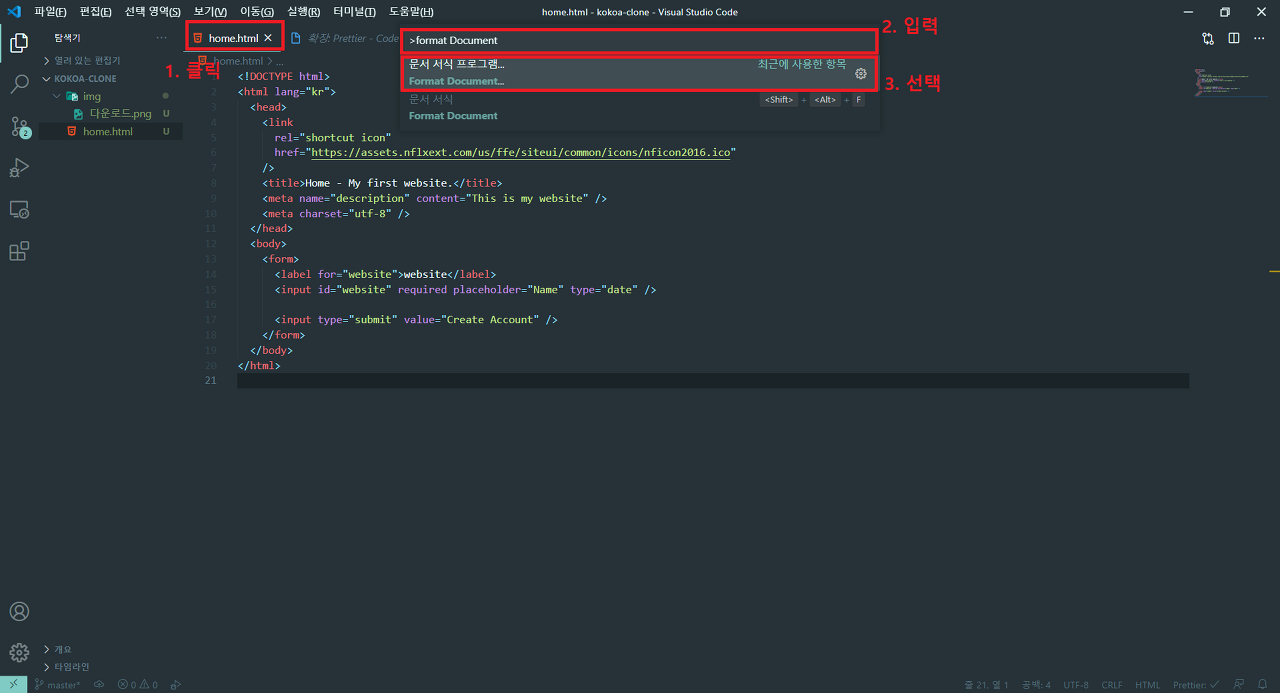 파일(F) 편집(E) 선택 영역(S) 보기(V) 이동(G) 실행(R) 터미널(T) 도움말(H)
home.html - kokoa-clone - Visual Studio Code
2. 입력
탐색기 ...
home.html
확장: Prettier - Code
>format Document
열려 있는 편집기
home.html > ...
문서 서식 프로그램...
최근에 사용한 항목
Format Document...
3. 선택
1. 클릭
KOKOA-CLONE
img
다운로드.png U
home.html U
2
문서 서식
<Shift> + <Alt> + F
Format Document
1 <!DOCTYPE html>
2 <html lang="kr">
3 <head>
4 <link
5 rel="shortcut icon"
6 href="https://assets.nflxext.com/us/ffe/siteui/common/icons/nficon2016.ico"
7 />
8 <title>Home - My first website.</title>
9 <meta name="description" content="This is my website" />
10 <meta charset="utf-8" />
11 </head>
12 <body>
13 <form>
14 <label for="website">website</label>
15 <input id="website" required placeholder="Name" type="date" />
16
17 <input type="submit" value="Create Account" />
18 </form>
19 </body>
20 </html>
21
개요
타임라인
master* 0 0
줄 21, 열 1 공백: 4 UTF-8 CRLF HTML Prettier: ✓